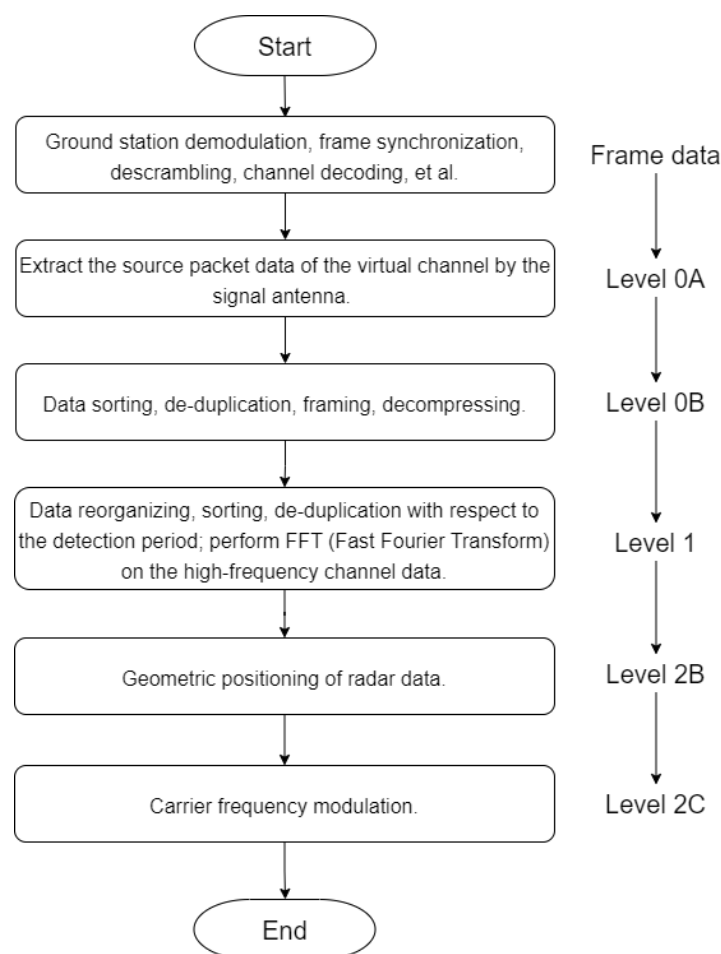 Start
Ground station demodulation, frame synchronization,
descrambling, channel decoding, et al.
Frame data
Extract the source packet data of the virtual channel by the
signal antenna.
Level 0A
Data sorting, de-duplication, framing, decompressing.
Level 0B
Data reorganizing, sorting, de-duplication with respect to
the detection period; perform FFT (Fast Fourier Transform)
on the high-frequency channel data.
Level 1
Geometric positioning of radar data.
Level 2B
Carrier frequency modulation.
Level 2C
End